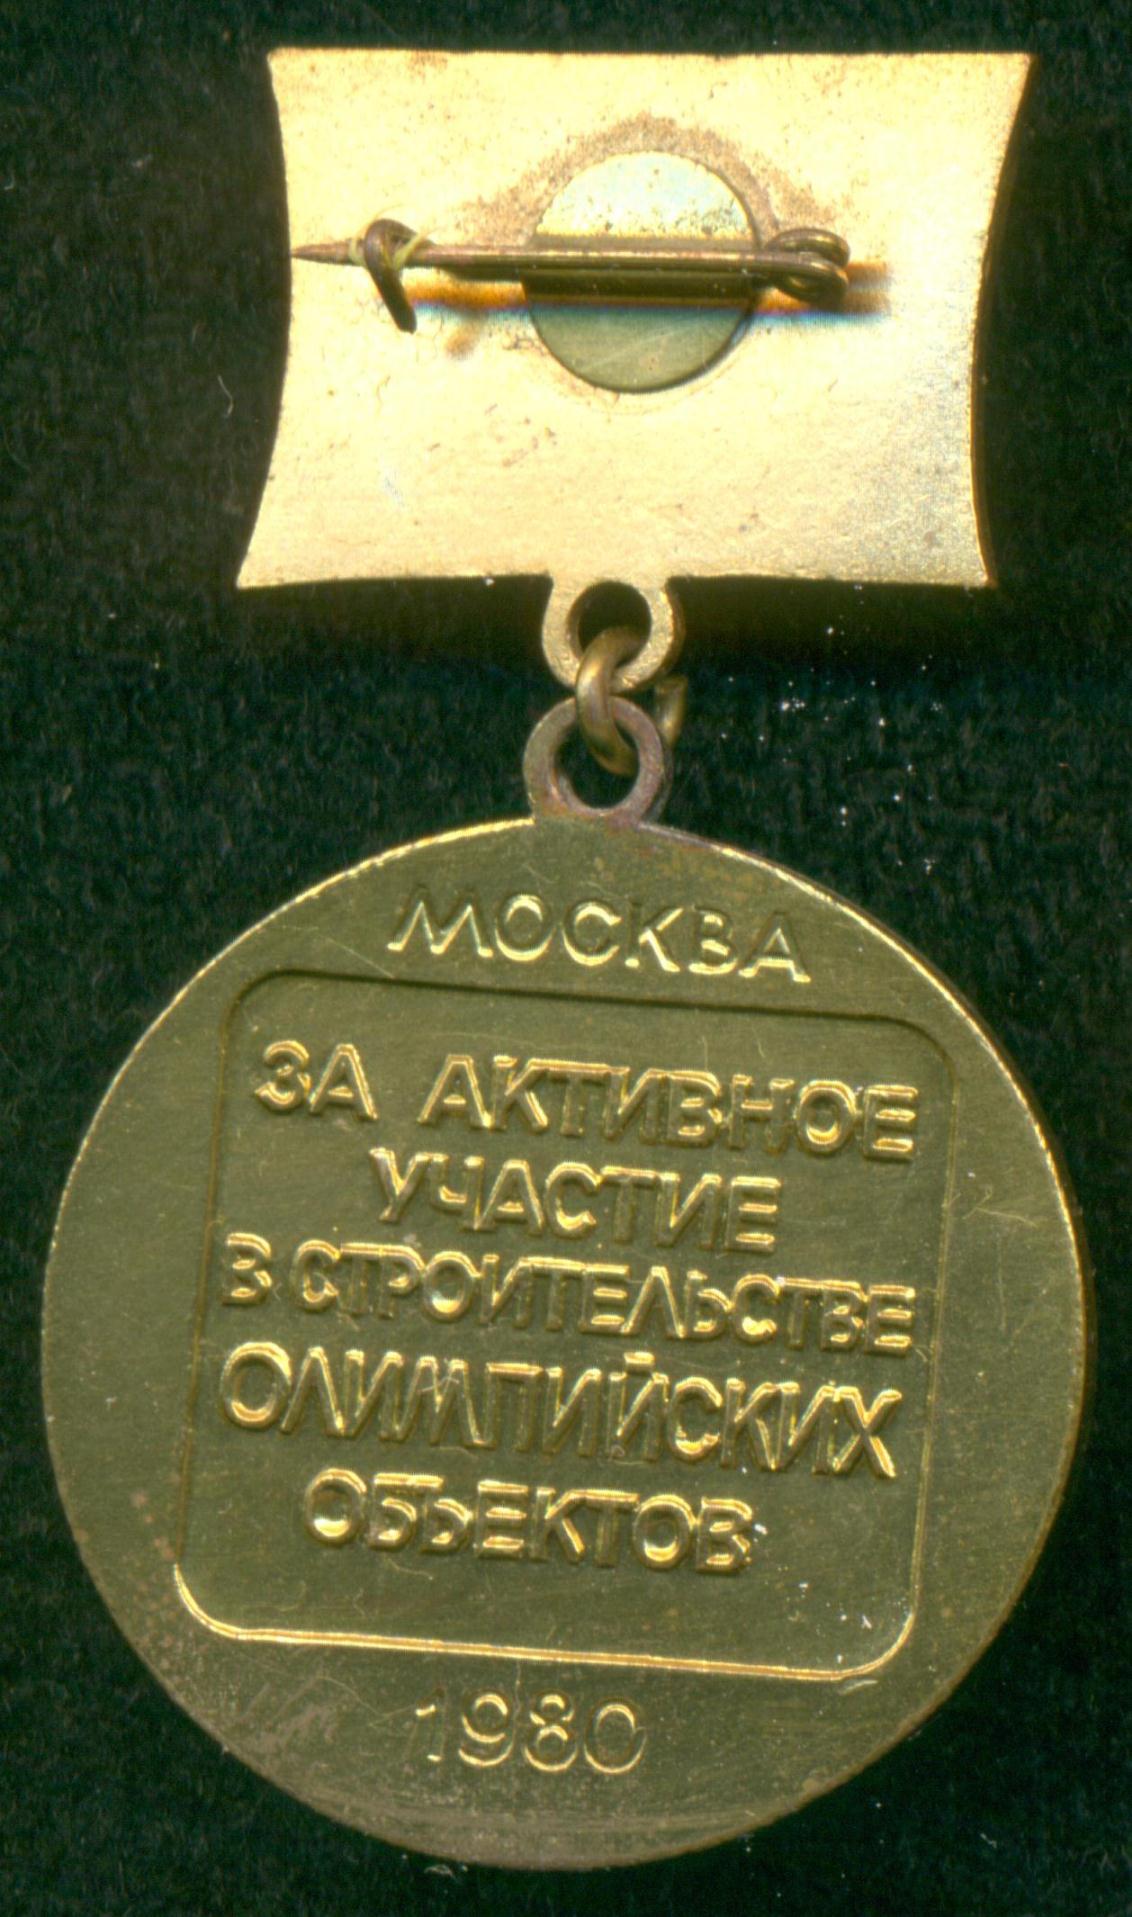 МОСКВА
ЗА АКТИВНОЕ
УЧАСТИЕ
В СТРОИТЕЛЬСТВЕ
ОЛИМПИЙСКИХ
ОБЪЕКТОВ
1980